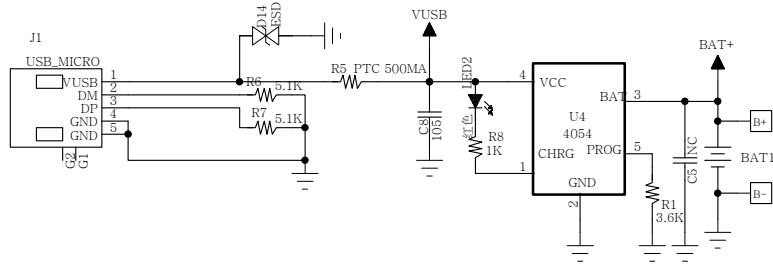 J1
USB_MICRO
VUSB
DM
DP
GND
GND
1
2
3
4
5
G2
G1
D14
ESD
R6
5.1K
R7
5.1K
R5 PTC 500MA
VUSB
C8
105
LED2
红色
R8
1K
4
VCC
BAT
3
U4
4054
PROG
5
CHRG
1
GND
2
R1
3.6K
C5
NC
BAT+
B+
BAT1
B-